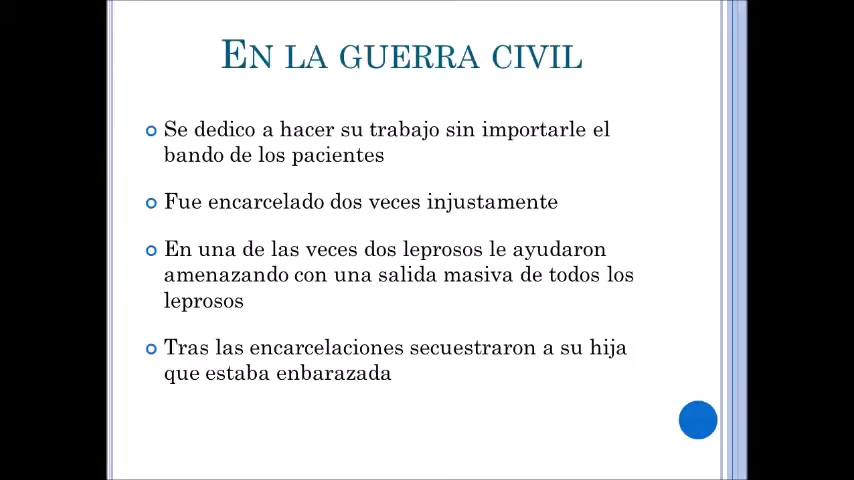 En la guerra civil
Se dedico a hacer su trabajo sin importarle el
bando de los pacientes
Fue encarcelado dos veces injustamente
En una de las veces dos leprosos le ayudaron
amenazando con una salida masiva de todos los
leprosos
Tras las encarcelaciones secuestraron a su hija
que estaba enbarazada